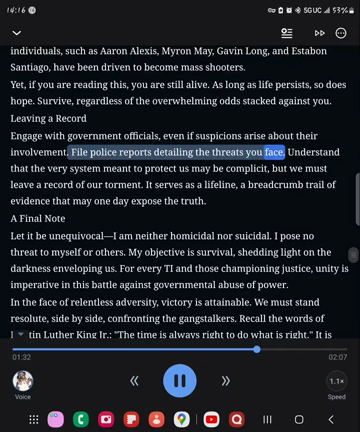 14:16
5GUC
53%
individuals, such as Aaron Alexis, Myron May, Gavin Long, and Estabon
Santiago, have been driven to become mass shooters.
Yet, if you are reading this, you are still alive. As long as life persists, so does
hope. Survive, regardless of the overwhelming odds stacked against you.
Leaving a Record
Engage with government officials, even if suspicions arise about their
involvement. File police reports detailing the threats you face. Understand
that the very system meant to protect us may be complicit, but we must
leave a record of our torment. It serves as a lifeline, a breadcrumb trail of
evidence that may one day expose the truth.
A Final Note
Let it be unequivocal—I am neither homicidal nor suicidal. I pose no
threat to myself or others. My objective is survival, shedding light on the
darkness enveloping us. For every TI and those championing justice, unity is
imperative in this battle against governmental abuse of power.
In the face of relentless adversity, victory is attainable. We must stand
resolute, side by side, confronting the gangstalkers. Recall the words of
tin Luther King Jr.: "The time is always right to do what is right." It is
01:32
02:07
1.1×
Voice
Speed